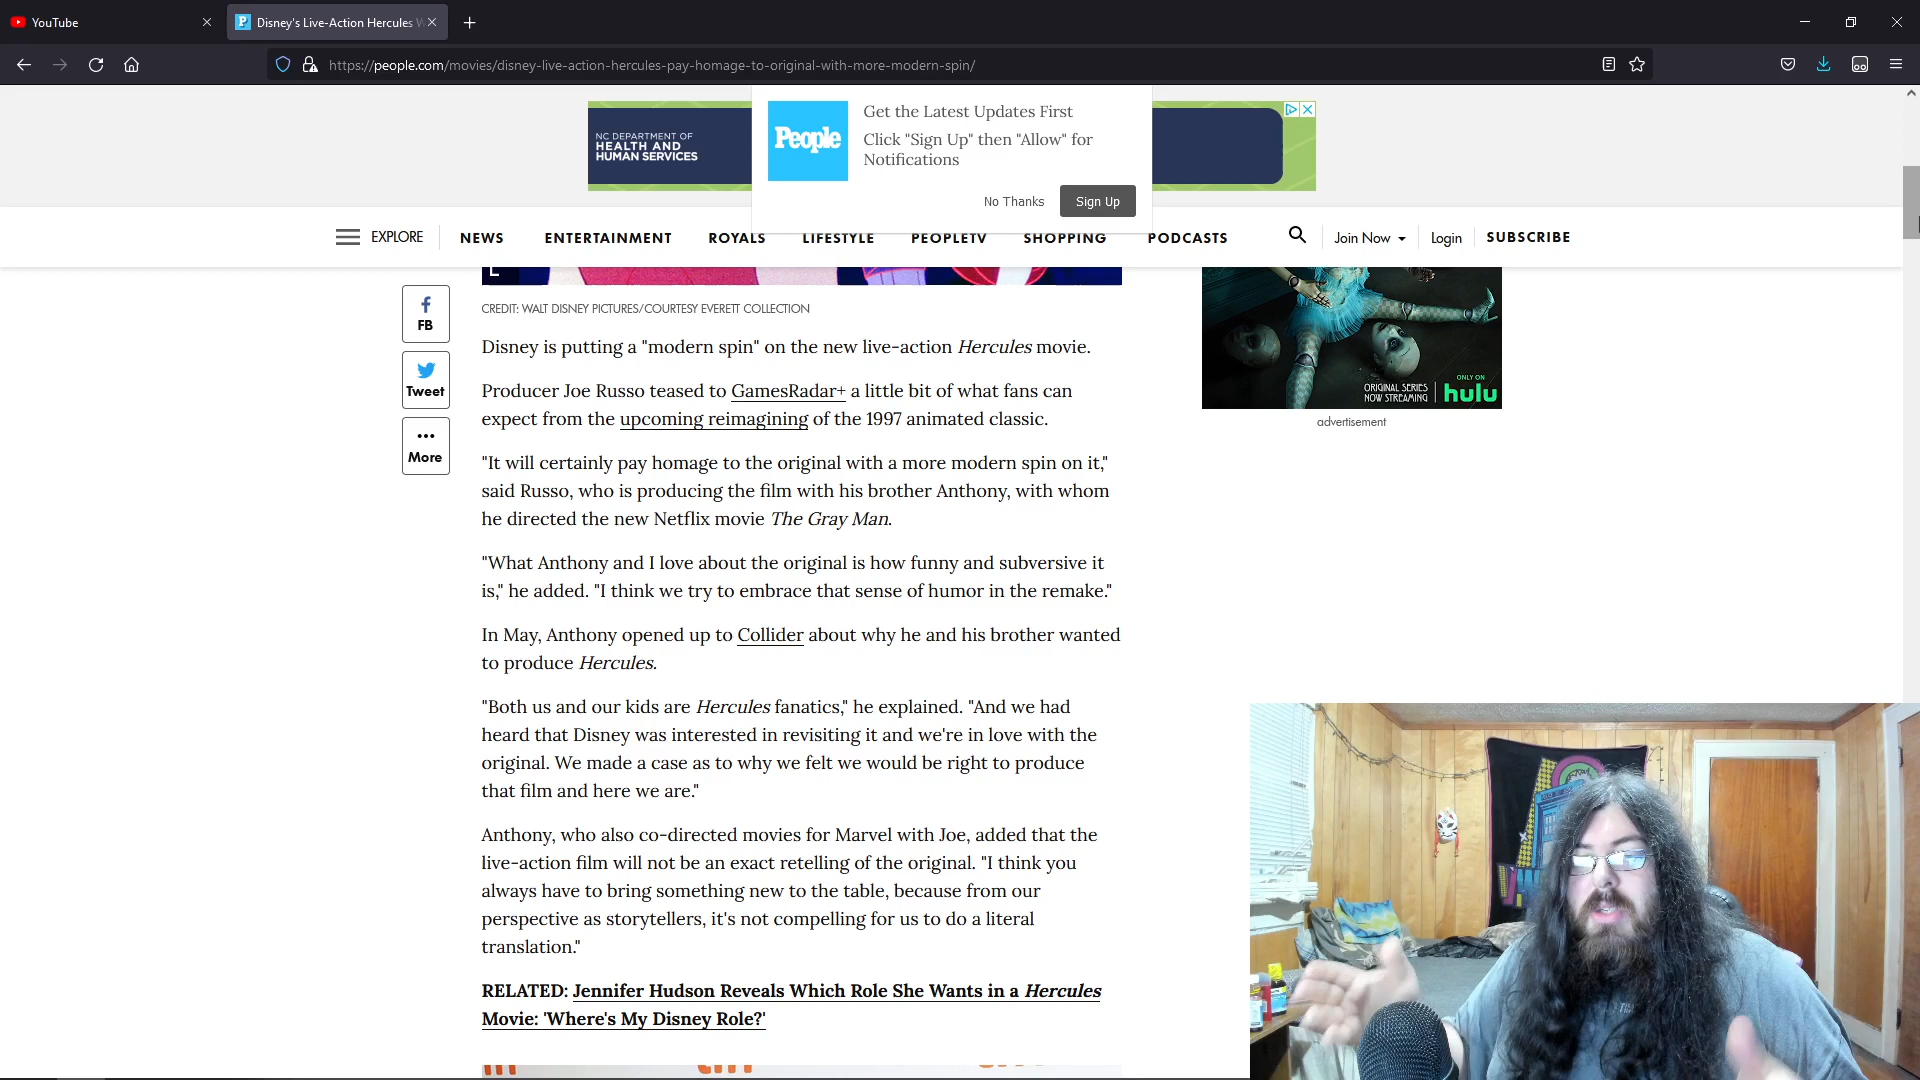 YouTube
Disney's Live-Action Hercules W
https://people.com/movies/disney-live-action-hercules-pay-homage-to-original-with-more-modern-spin/
NC DEPARTMENT OF
HEALTH AND
HUMAN SERVICES
People
Get the Latest Updates First
Click "Sign Up" then "Allow" for
Notifications
No Thanks
Sign Up
EXPLORE
NEWS
ENTERTAINMENT
ROYALS
LIFESTYLE
PEOPLETV
SHOPPING
PODCASTS
Join Now
Login
SUBSCRIBE
L
FB
Tweet
More
CREDIT: WALT DISNEY PICTURES/COURTESY EVERETT COLLECTION
Disney is putting a "modern spin" on the new live-action Hercules movie.
Producer Joe Russo teased to GamesRadar+ a little bit of what fans can
expect from the upcoming reimagining of the 1997 animated classic.
"It will certainly pay homage to the original with a more modern spin on it,"
said Russo, who is producing the film with his brother Anthony, with whom
he directed the new Netflix movie The Gray Man.
"What Anthony and I love about the original is how funny and subversive it
is," he added. "I think we try to embrace that sense of humor in the remake."
In May, Anthony opened up to Collider about why he and his brother wanted
to produce Hercules.
"Both us and our kids are Hercules fanatics," he explained. "And we had
heard that Disney was interested in revisiting it and we're in love with the
original. We made a case as to why we felt we would be right to produce
that film and here we are."
Anthony, who also co-directed movies for Marvel with Joe, added that the
live-action film will not be an exact retelling of the original. "I think you
always have to bring something new to the table, because from our
perspective as storytellers, it's not compelling for us to do a literal
translation."
RELATED: Jennifer Hudson Reveals Which Role She Wants in a Hercules
Movie: 'Where's My Disney Role?'
ORIGINAL SERIES
NOW STREAMING
ONLY ON
hulu
advertisement